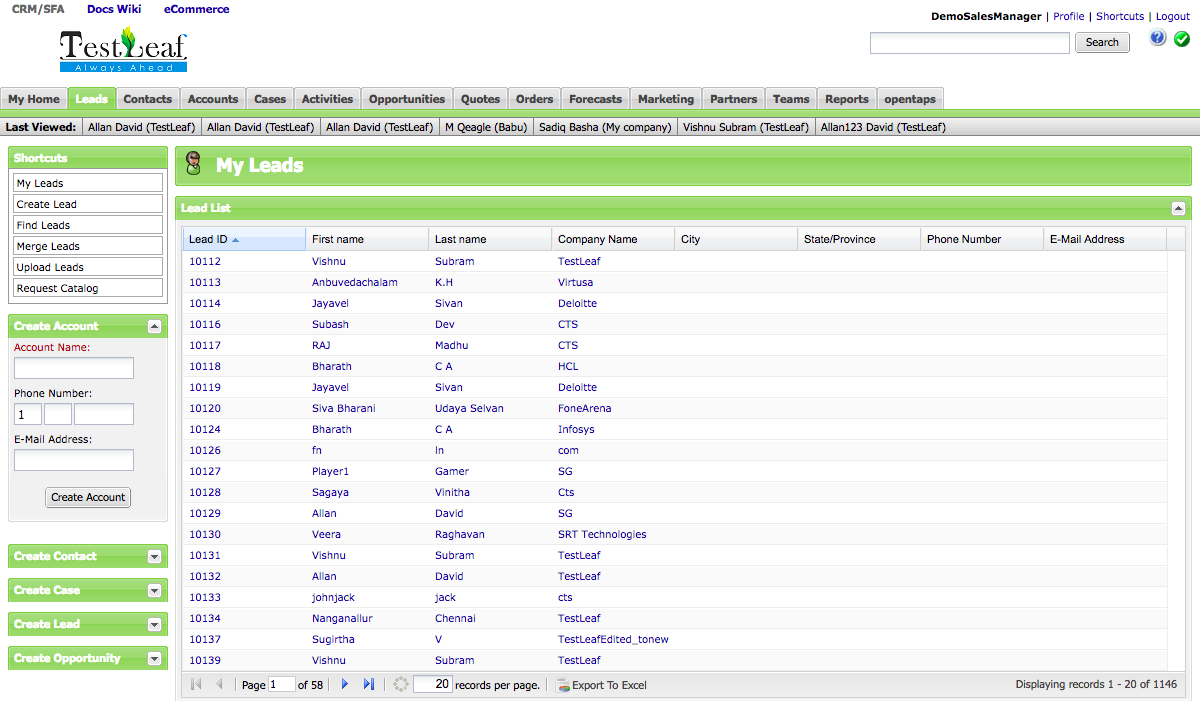 CRM/SFA Docs Wiki eCommerce
DemoSalesManager | Profile | Shortcuts | Logout
TestLeaf
Always Ahead
Search
My Home Leads Contacts Accounts Cases Activities Opportunities Quotes Orders Forecasts Marketing Partners Teams Reports opentaps
Last Viewed: Allan David (TestLeaf) Allan David (TestLeaf) Allan David (TestLeaf) M Qeagle (Babu) Sadiq Basha (My company) Vishnu Subram (TestLeaf) Allan123 David (TestLeaf)
Shortcuts
My Leads
Create Lead
Find Leads
Merge Leads
Upload Leads
Request Catalog
Create Account
Account Name:
Phone Number:
1
E-Mail Address:
Create Account
Create Contact
Create Case
Create Lead
Create Opportunity
My Leads
Lead List
Lead ID First name Last name Company Name City State/Province Phone Number E-Mail Address
10112 Vishnu Subram TestLeaf
10113 Anbuvedachalam K.H Virtusa
10114 Jayavel Sivan Deloitte
10116 Subash Dev CTS
10117 RAJ Madhu CTS
10118 Bharath C A HCL
10119 Jayavel Sivan Deloitte
10120 Siva Bharani Udaya Selvan FoneArena
10124 Bharath C A Infosys
10126 fn ln com
10127 Player1 Gamer SG
10128 Sagaya Vinitha Cts
10129 Allan David SG
10130 Veera Raghavan SRT Technologies
10131 Vishnu Subram TestLeaf
10132 Allan David TestLeaf
10133 johnjack jack cts
10134 Nanganallur Chennai TestLeaf
10137 Sugirtha V TestLeafEdited_tonew
10139 Vishnu Subram TestLeaf
Page 1 of 58 20 records per page. Export To Excel Displaying records 1 - 20 of 1146